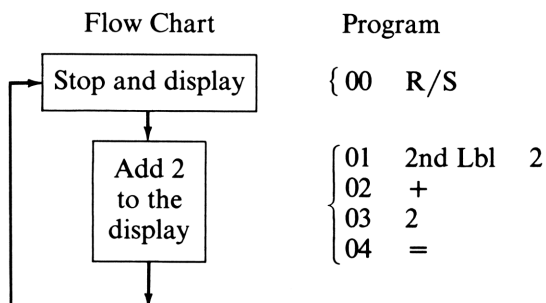 Flow Chart Program
Stop and display { 00 R/S
Add 2
to the
display
01 2nd Lbl 2
02 +
03 2
04 =